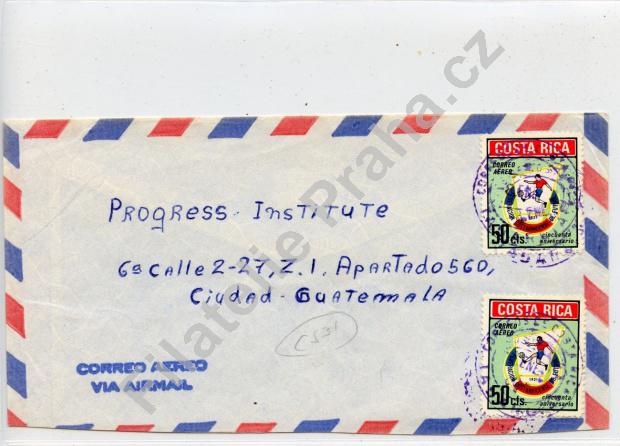 COSTA RICA
CORREO
AEREO
50 cts.
cincuenta
aniversario
PROGRESS INSTITUTE
6ª CALLE 2-27, Z.1, APARTADO 560,
CIUDAD-GUATEMALA
C531
COSTA RICA
CORREO
AEREO
50 cts.
cincuenta
aniversario
CORREO AEREO
VIA AIRMAIL
Filatelie Praha.cz